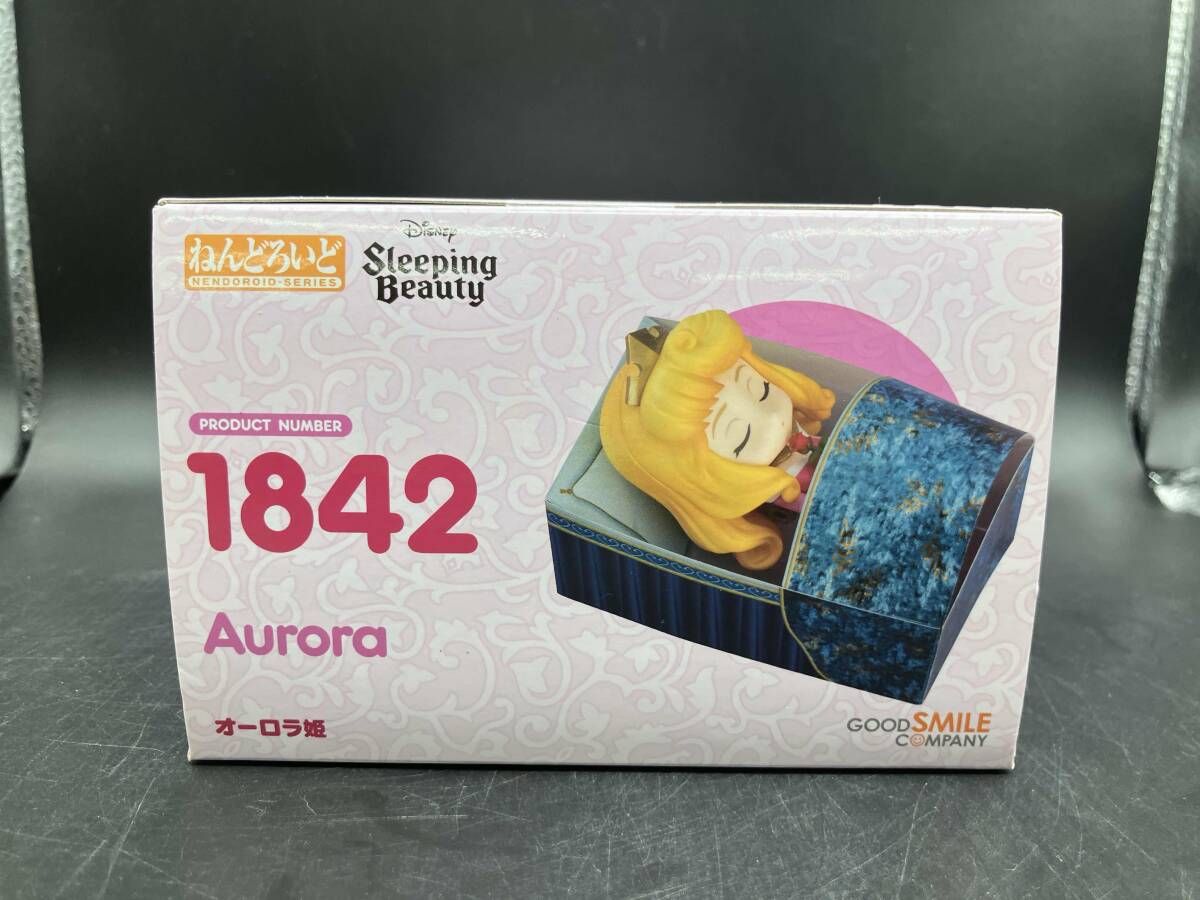 ねんどろいど
NENDOROID-SERIES
Disney
Sleeping
Beauty
PRODUCT NUMBER
1842
Aurora
オーロラ姫
GOOD SMILE
COMPANY